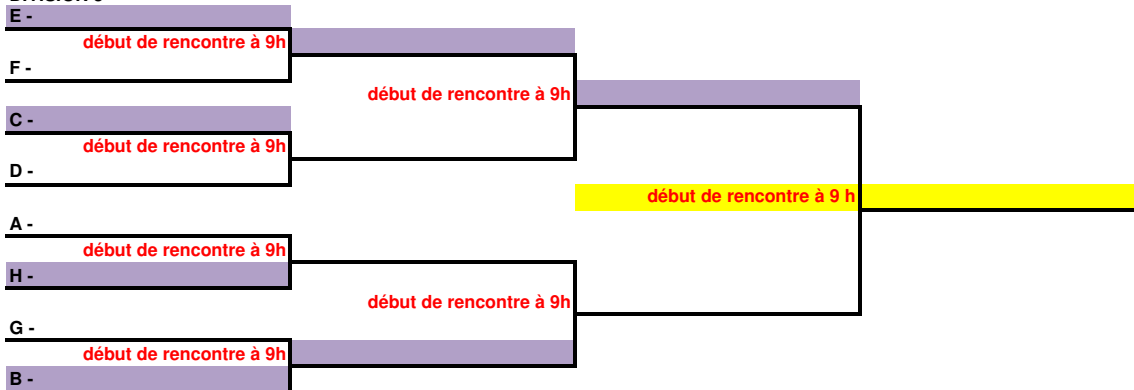 E -
début de rencontre à 9h
F -
début de rencontre à 9h
C -
début de rencontre à 9h
D -
début de rencontre à 9 h
A -
début de rencontre à 9h
H -
début de rencontre à 9h
G -
début de rencontre à 9h
B -